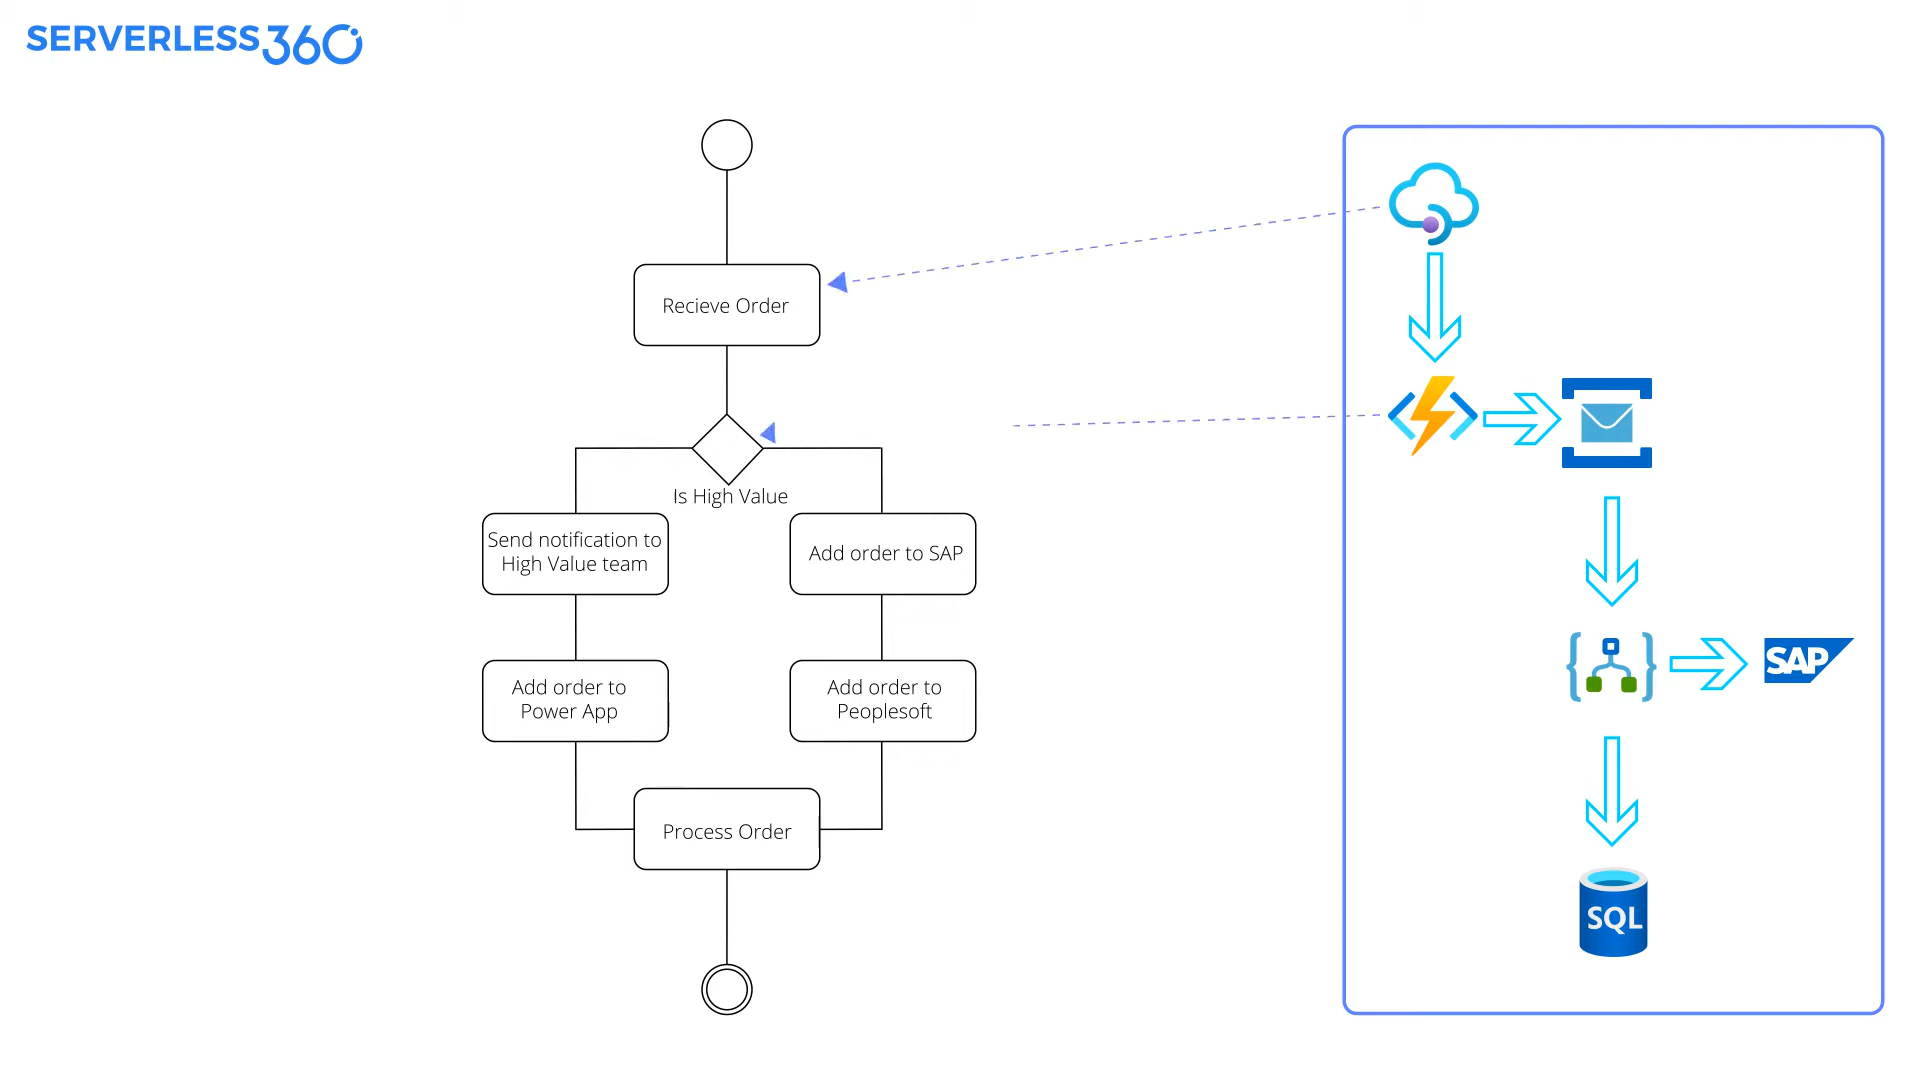 SERVERLESS360
Recieve Order
Is High Value
Send notification to
High Value team
Add order to SAP
Add order to
Power App
Add order to
Peoplesoft
Process Order
SAP
SQL